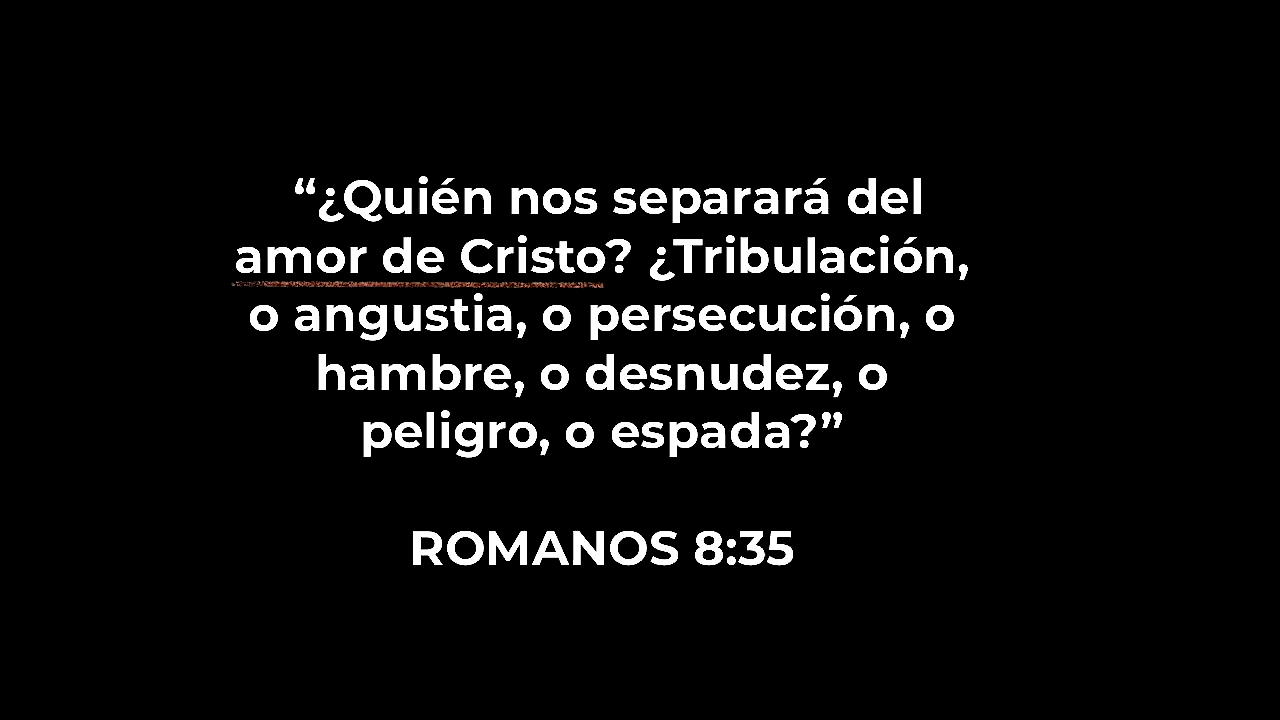 “¿Quién nos separará del
amor de Cristo? ¿Tribulación,
o angustia, o persecución, o
hambre, o desnudez, o
peligro, o espada?”
ROMANOS 8:35